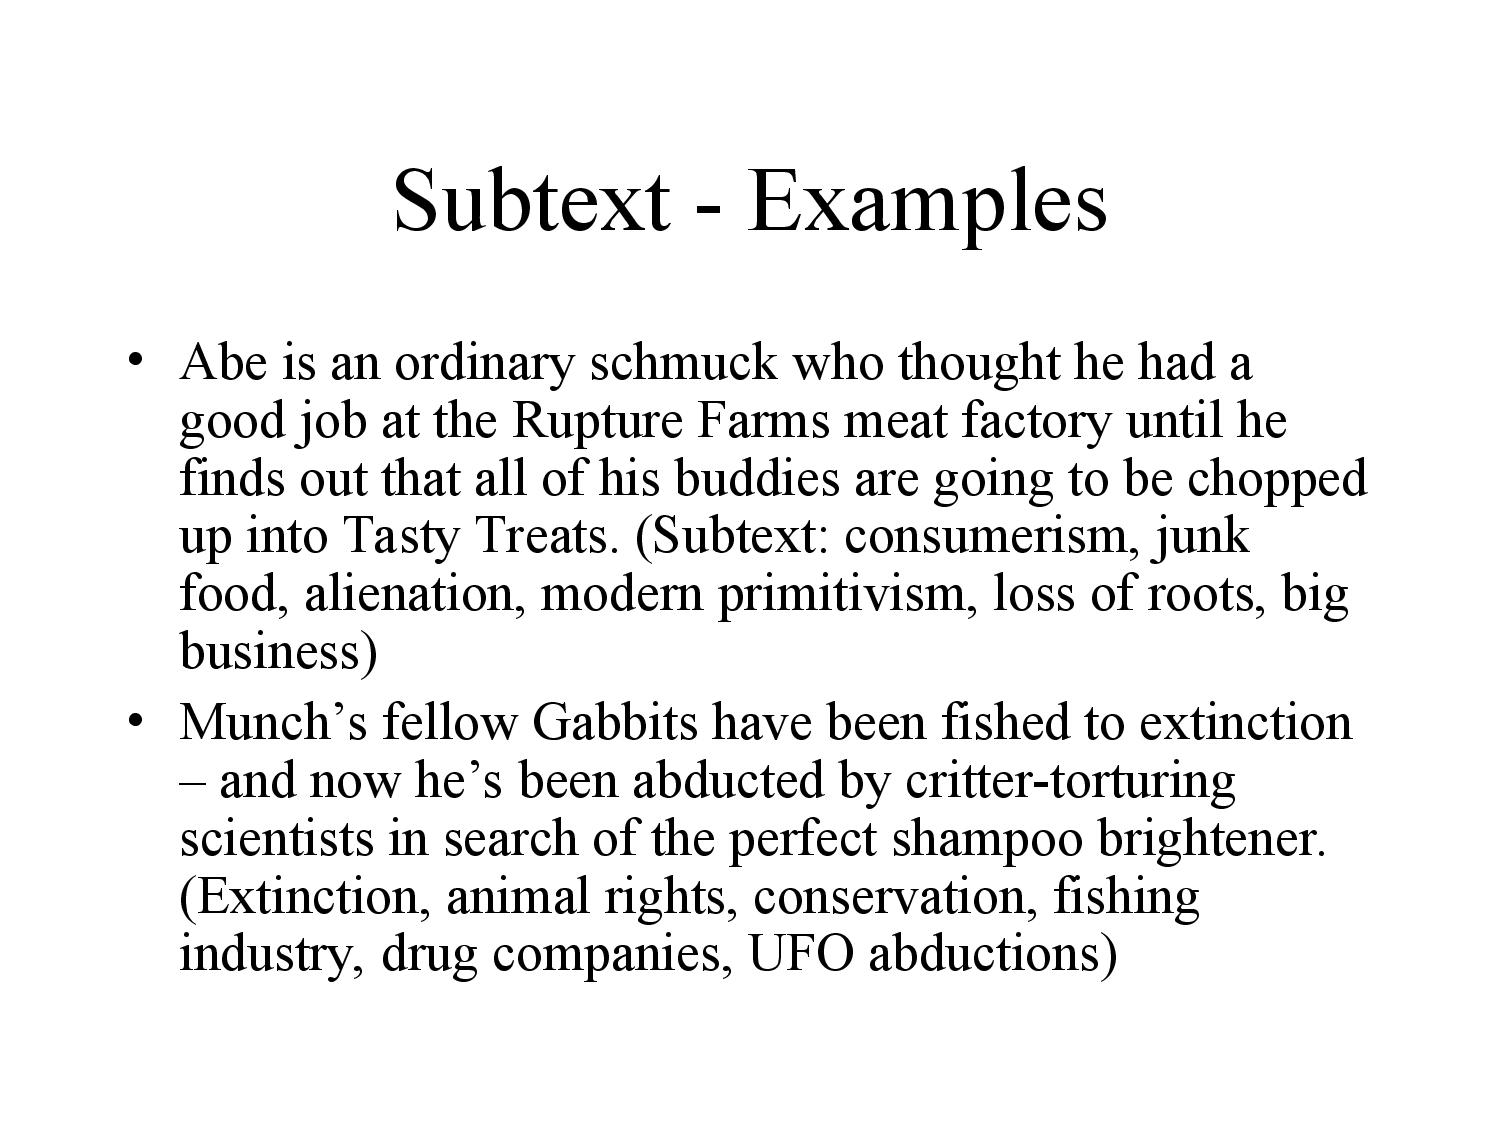 Subtext - Examples
• Abe is an ordinary schmuck who thought he had a
good job at the Rupture Farms meat factory until he
finds out that all of his buddies are going to be chopped
up into Tasty Treats. (Subtext: consumerism, junk
food, alienation, modern primitivism, loss of roots, big
business)
• Munch’s fellow Gabbits have been fished to extinction
– and now he’s been abducted by critter-torturing
scientists in search of the perfect shampoo brightener.
(Extinction, animal rights, conservation, fishing
industry, drug companies, UFO abductions)